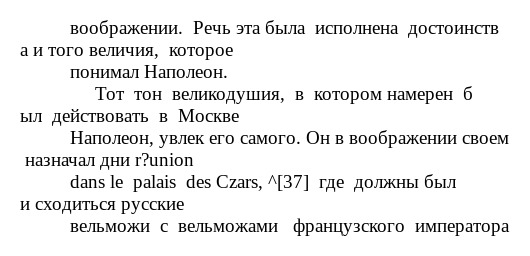 воображении. Речь эта была исполнена достоинств
а и того величия, которое
понимал Наполеон.
Тот тон великодушия, в котором намерен б
ыл действовать в Москве
Наполеон, увлек его самого. Он в воображении своем
назначал дни r?union
dans le palais des Czars, ^[37] где должны был
и сходиться русские
вельможи с вельможами французского императора